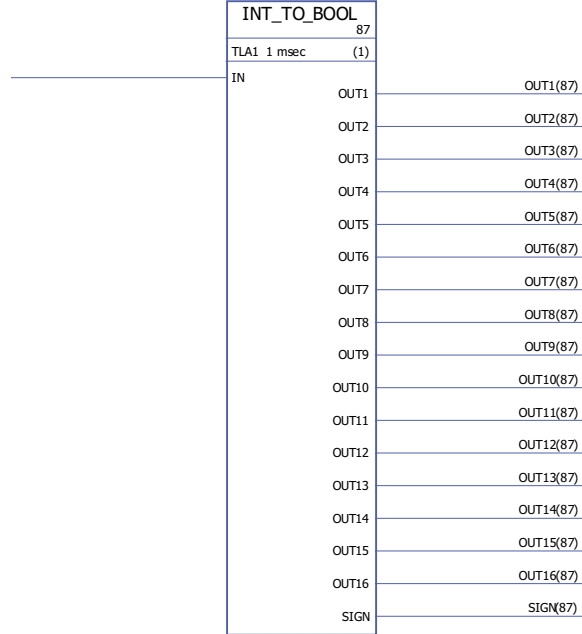 INT_TO_BOOL
87
TLA1 1 msec (1)
IN
OUT1 OUT1(87)
OUT2 OUT2(87)
OUT3 OUT3(87)
OUT4 OUT4(87)
OUT5 OUT5(87)
OUT6 OUT6(87)
OUT7 OUT7(87)
OUT8 OUT8(87)
OUT9 OUT9(87)
OUT10 OUT10(87)
OUT11 OUT11(87)
OUT12 OUT12(87)
OUT13 OUT13(87)
OUT14 OUT14(87)
OUT15 OUT15(87)
OUT16 OUT16(87)
SIGN SIGN(87)